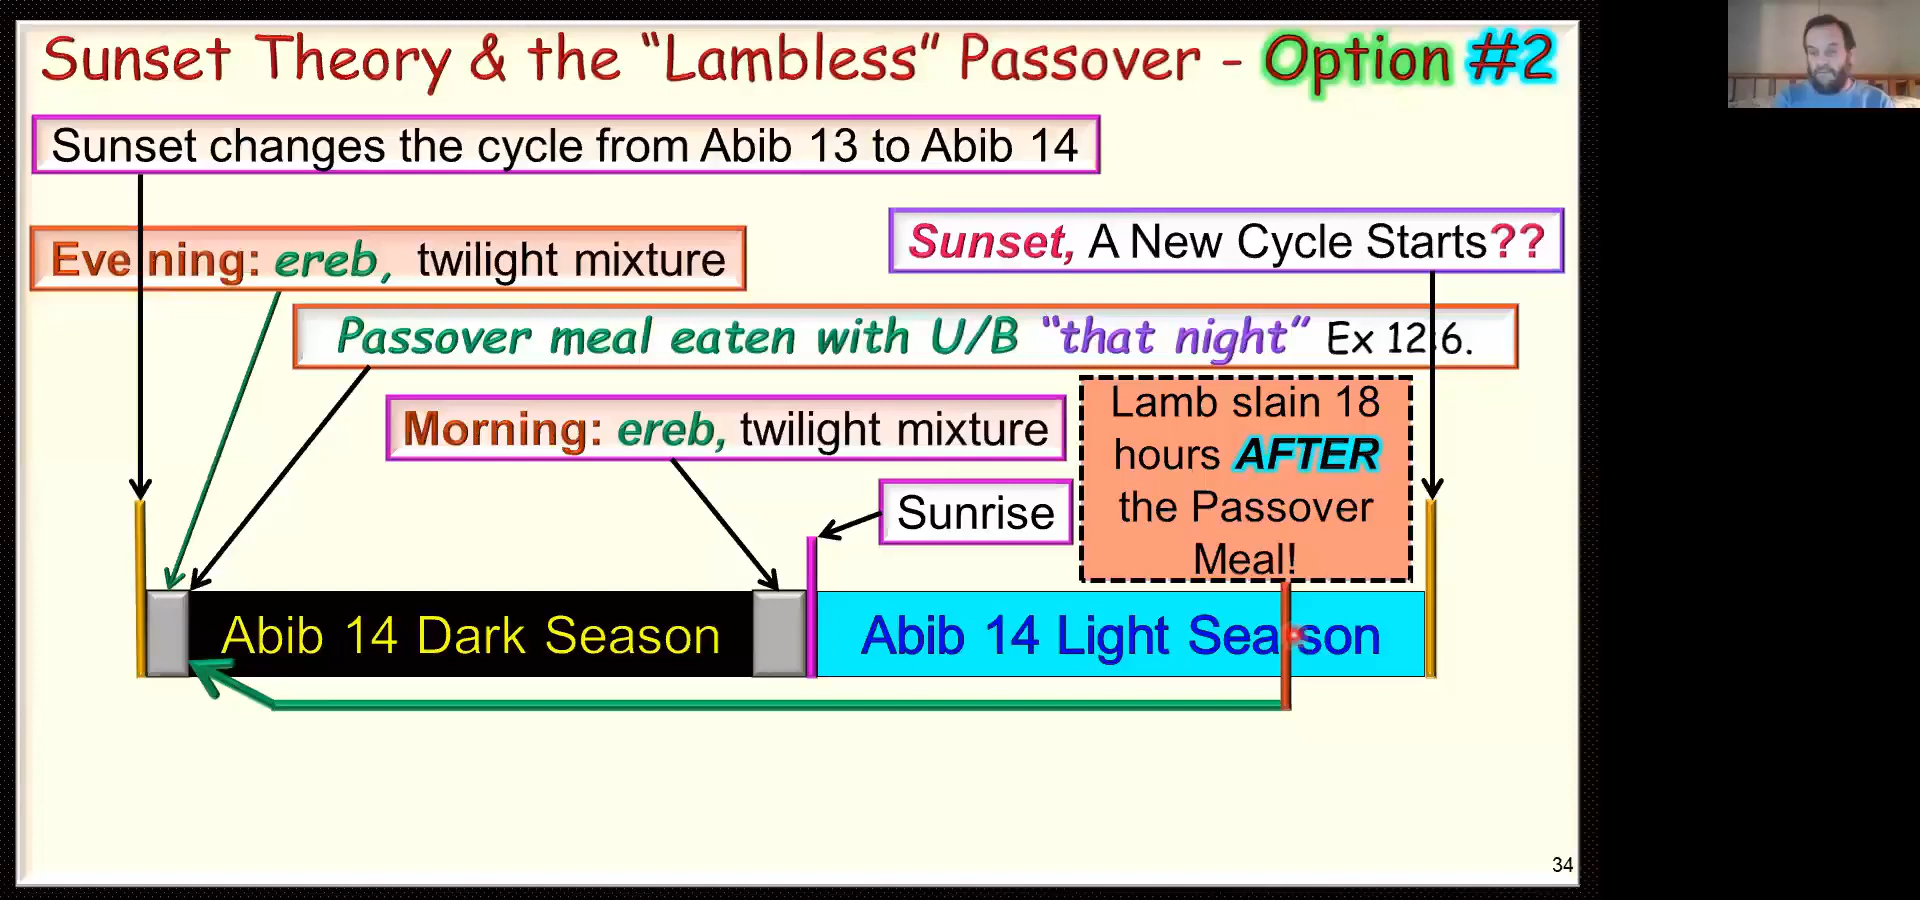 Sunset Theory & the “Lambless” Passover - Option #2
Sunset changes the cycle from Abib 13 to Abib 14
Sunset, A New Cycle Starts??
Evening: ereb, twilight mixture
Passover meal eaten with U/B “that night” Ex 12:6.
Morning: ereb, twilight mixture
Lamb slain 18
hours AFTER
the Passover
Meal!
Sunrise
Abib 14 Dark Season
Abib 14 Light Season
34